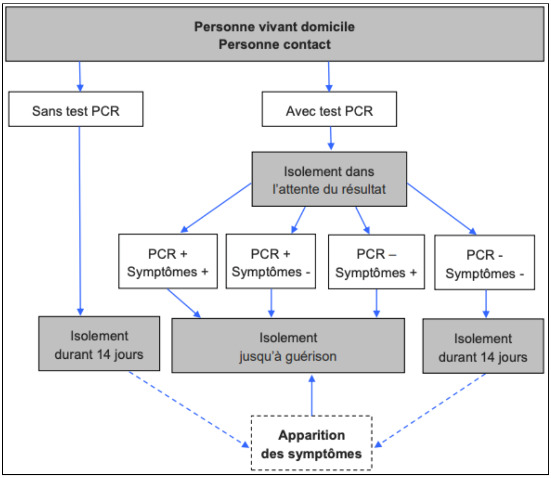 Personne vivant domicile
Personne contact
Sans test PCR
Avec test PCR
Isolement dans
l'attente du résultat
PCR +
Symptômes +
PCR +
Symptômes -
PCR –
Symptômes +
PCR -
Symptômes -
Isolement
durant 14 jours
Isolement
jusqu'à guérison
Isolement
durant 14 jours
Apparition
des symptômes